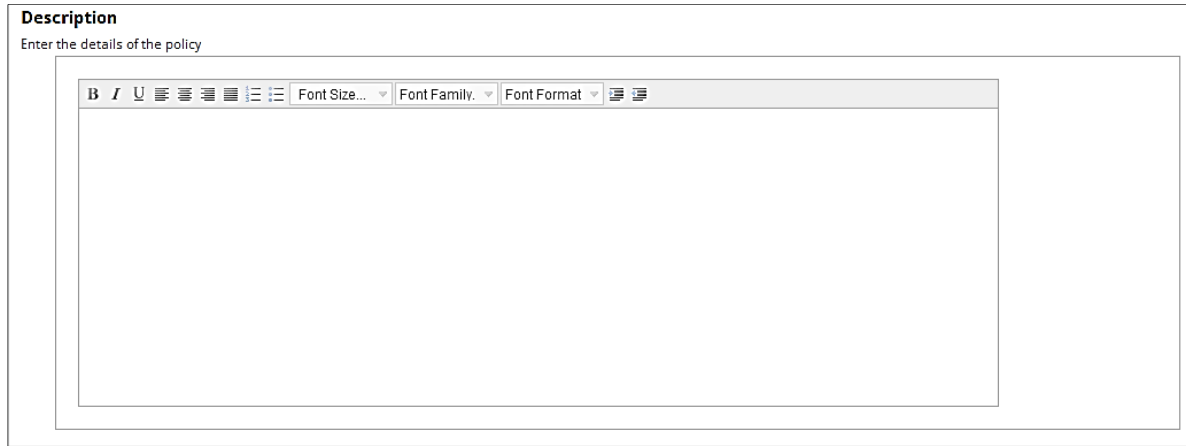 Description
Enter the details of the policy
B I U Font Size... Font Family. Font Format